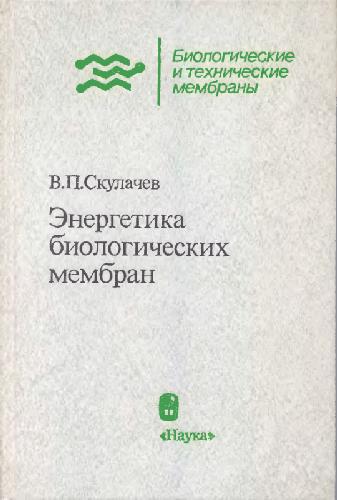 Биологические
и технические
мембраны
В.П.Скулачев
Энергетика
биологических
мембран
«Наука»